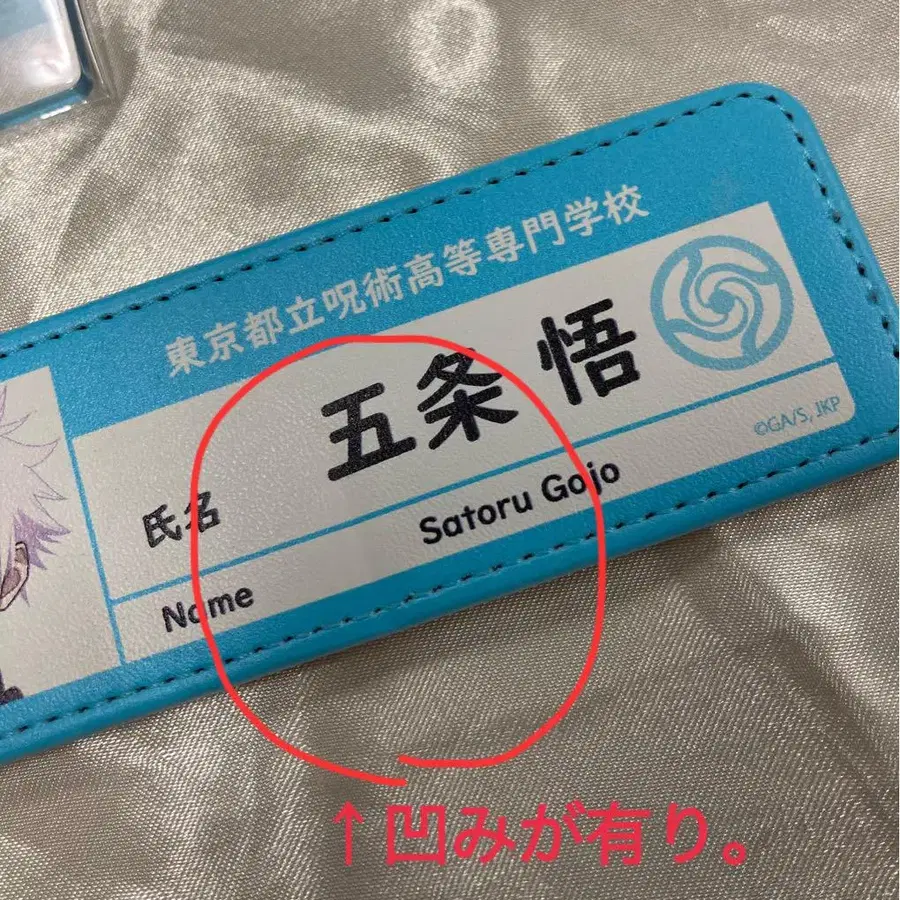 東京都立呪術高等専門学校
氏名 五条 悟
Name Satoru Gojo
©GA/S, JKP
↑凹みが有り。